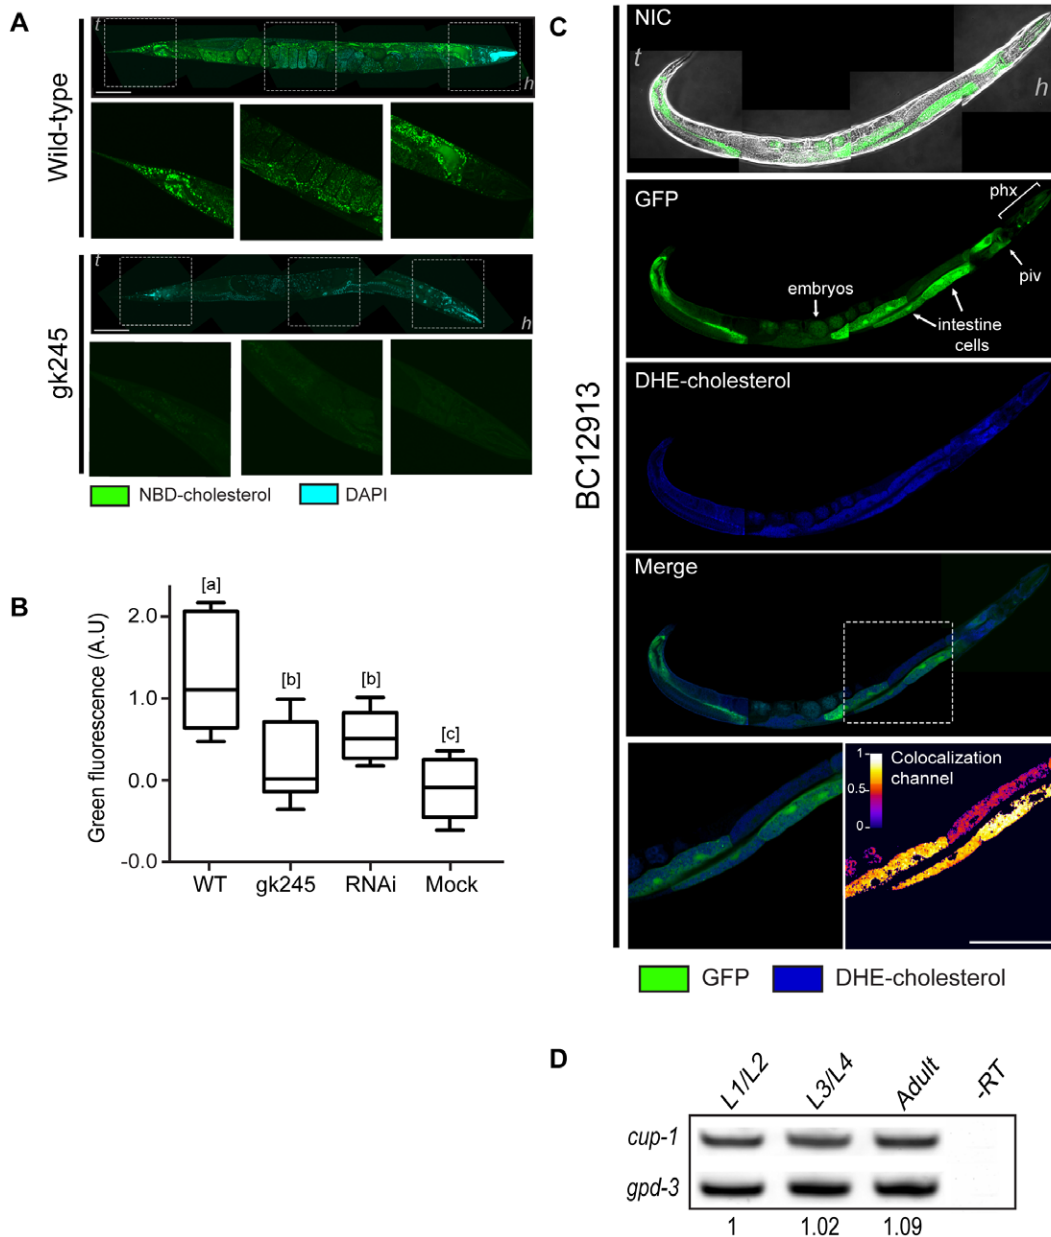 A
t
h
Wild-type
t
h
gk245
NBD-cholesterol
DAPI
B
Green fluorescence (A.U)
2.0
1.0
0.0
-0.0
[a]
[b]
[b]
[c]
WT
gk245
RNAi
Mock
C
BC12913
NIC
t
h
GFP
phx
piv
embryos
intestine
cells
DHE-cholesterol
Merge
1
0.5
0
Colocalization
channel
GFP
DHE-cholesterol
D
L1/L2
L3/L4
Adult
-RT
cup-1
gpd-3
1
1.02
1.09